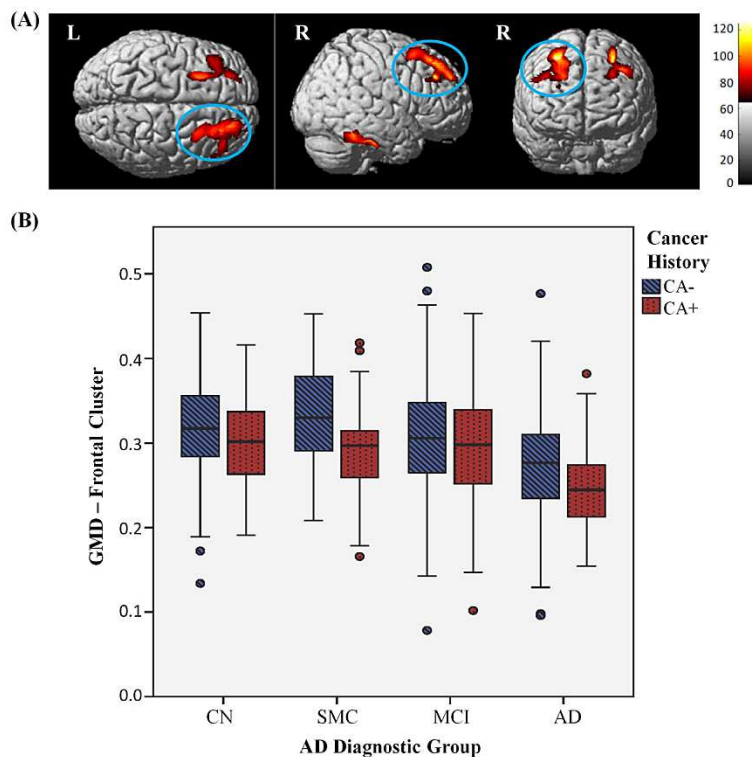 (A)
L
R
R
120
100
80
60
40
20
0
(B)
Cancer
History
CA-
CA+
0.5
0.4
0.3
0.2
0.1
0.0
GMD – Frontal Cluster
CN
SMC
MCI
AD
AD Diagnostic Group